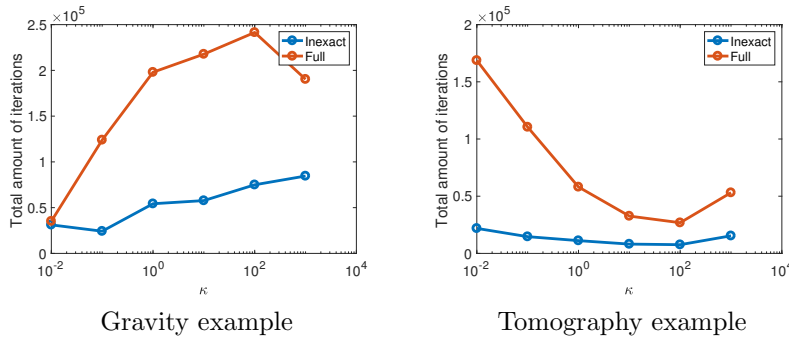 ×10^5
2.5
2
1.5
1
0.5
0
10^-2
10^0
10^2
10^4
Total amount of iterations
κ
Inexact
Full
Gravity example
2 ×10^5
1.5
1
0.5
0
10^-2
10^0
10^2
10^4
Total amount of iterations
κ
Inexact
Full
Tomography example